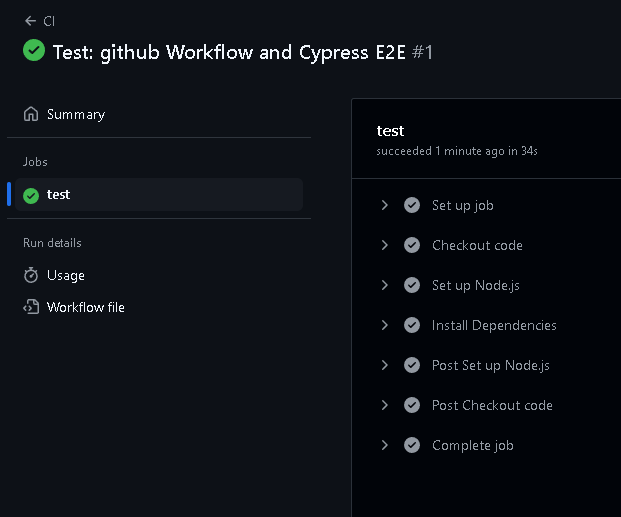 CI
Test: github Workflow and Cypress E2E #1
Summary
Jobs
test
Run details
Usage
Workflow file
test
succeeded 1 minute ago in 34s
Set up job
Checkout code
Set up Node.js
Install Dependencies
Post Set up Node.js
Post Checkout code
Complete job